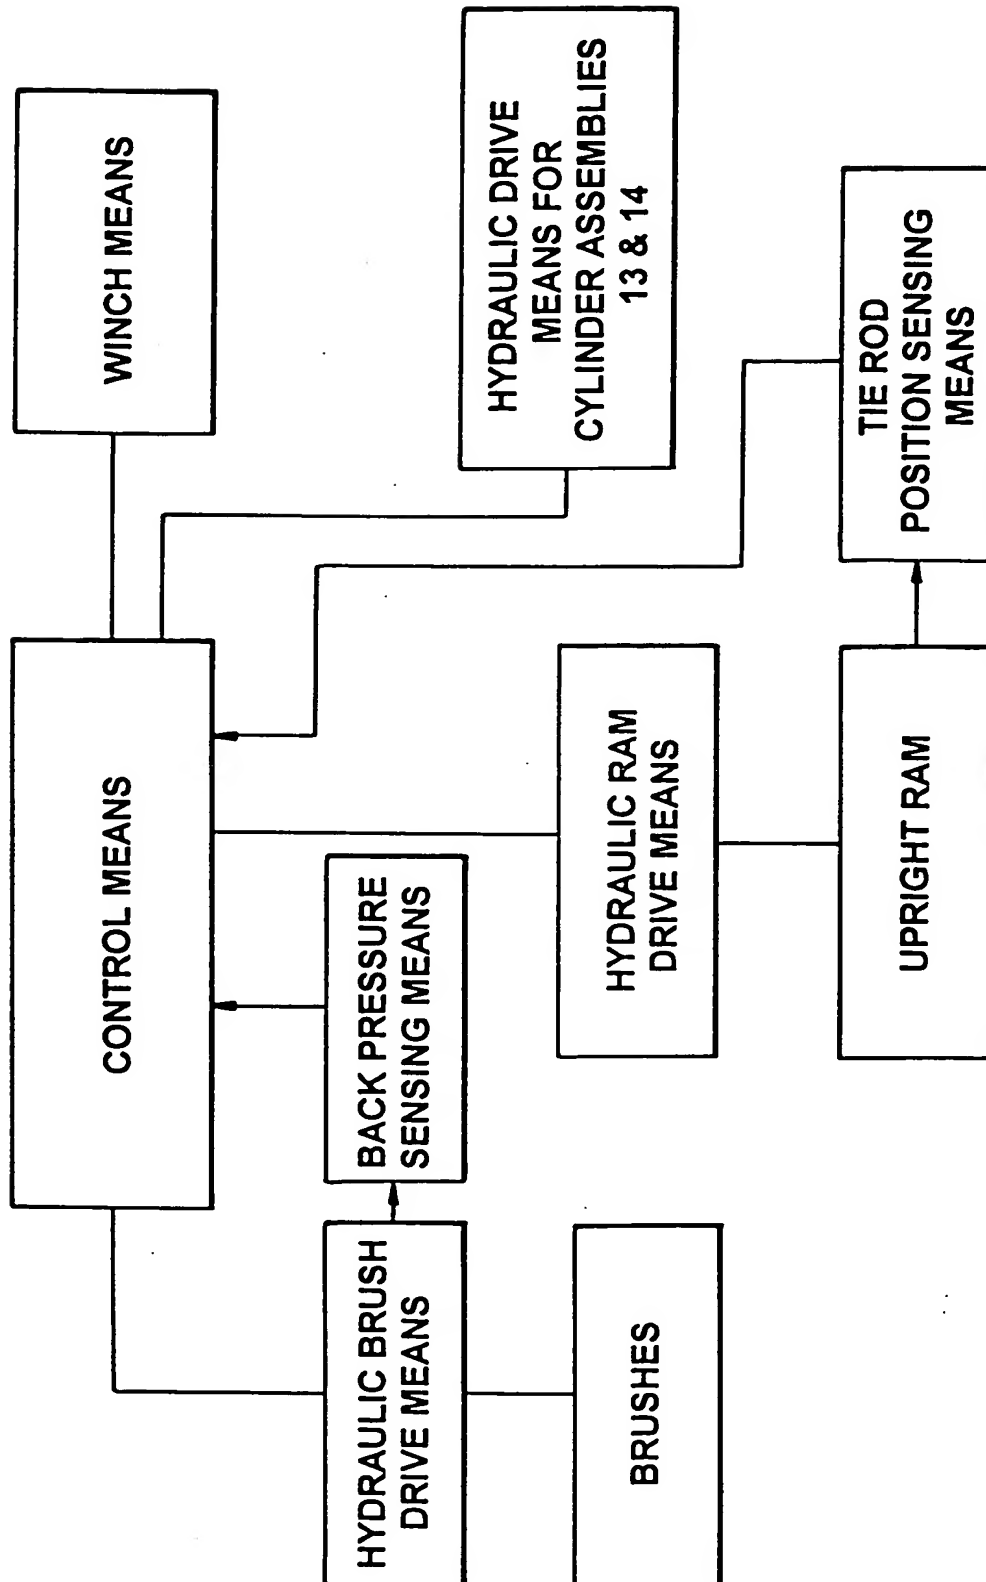 CONTROL MEANS
WINCH MEANS
HYDRAULIC BRUSH
DRIVE MEANS
BACK PRESSURE
SENSING MEANS
HYDRAULIC DRIVE
MEANS FOR
CYLINDER ASSEMBLIES
13 & 14
BRUSHES
HYDRAULIC RAM
DRIVE MEANS
UPRIGHT RAM
TIE ROD
POSITION SENSING
MEANS